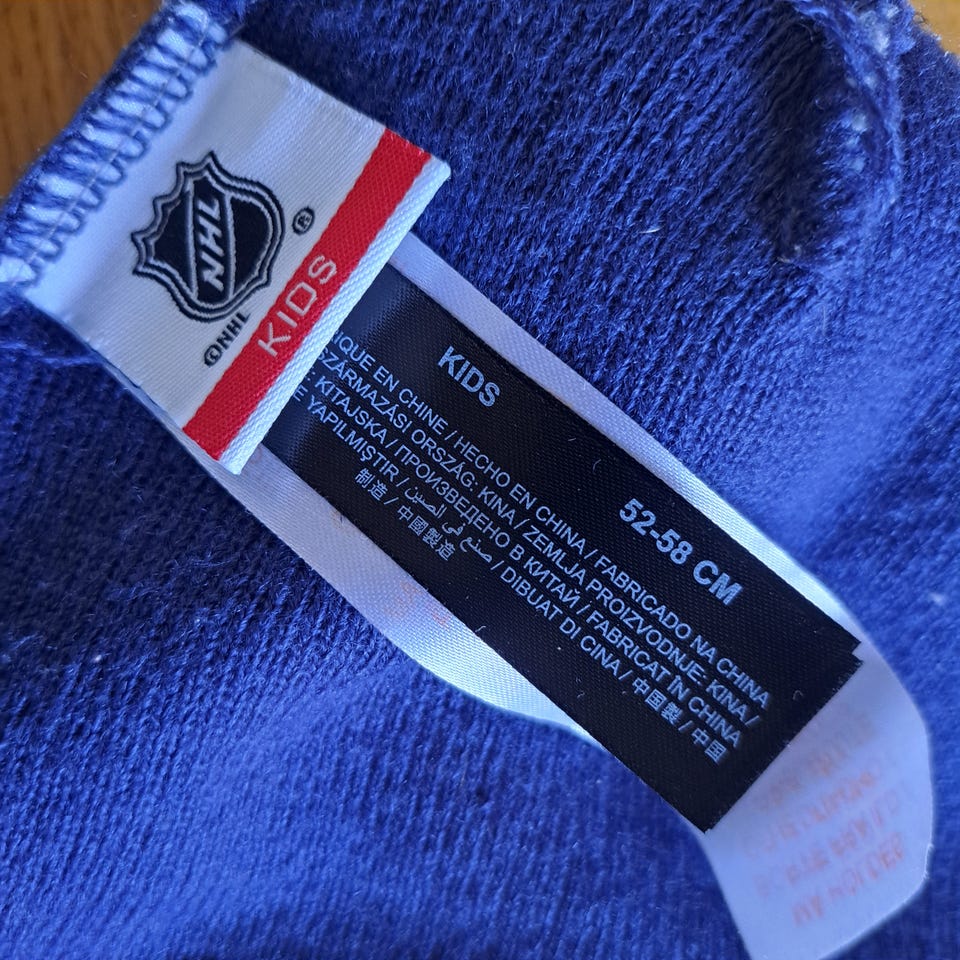 NHL
®
©NHL
KIDS
KIDS
52-58 CM
EN CHINE / HECHO EN CHINA / FABRICADO NA CHINA
SZÁRMAZÁSI ORSZÁG: KINA / ZEMLJA PROIZVODNJE: KINA /
KITAJSKA / ПРОИЗВЕДЕНО В КИТАЙ / FABRICAT ÎN CHINA
YAPILMIŞTIR / صنع في الصين / DIBUAT DI CINA / 中国製 / 中国
制造 / 中國製造